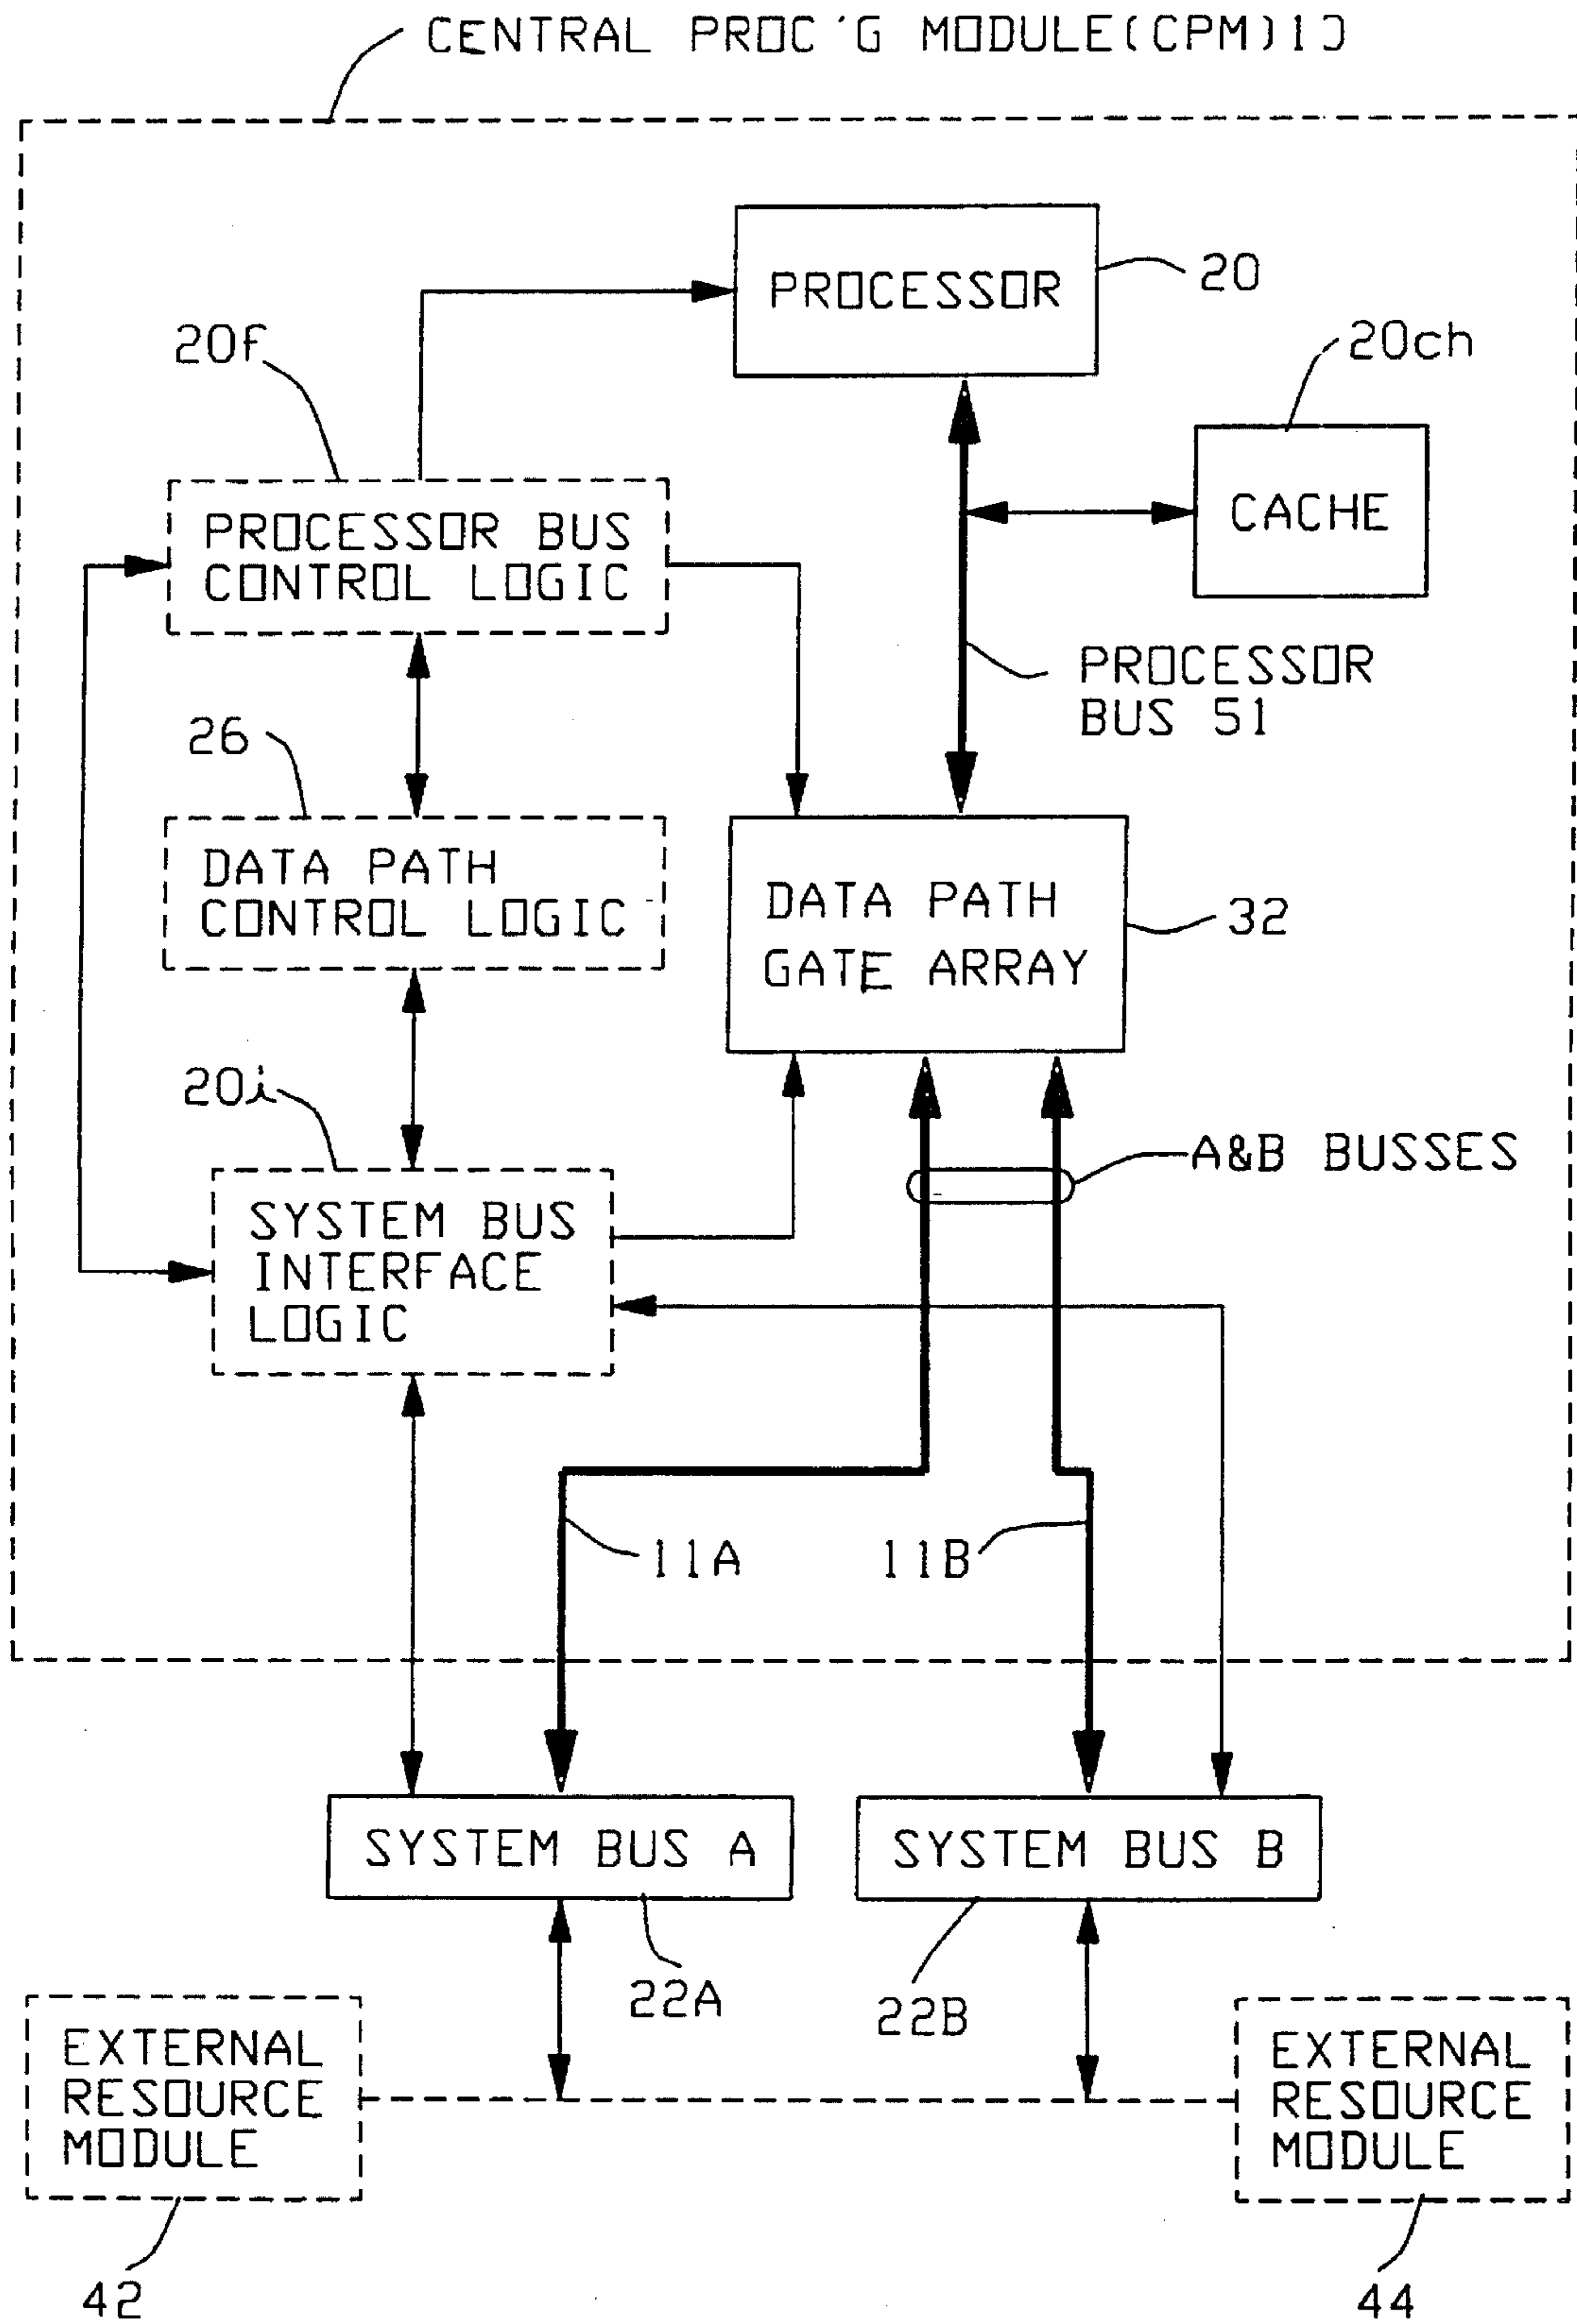 CENTRAL PROC'G MODULE(CPM)10
PROCESSOR
20
20f
20ch
CACHE
PROCESSOR BUS
CONTROL LOGIC
PROCESSOR
BUS 51
26
DATA PATH
CONTROL LOGIC
DATA PATH
GATE ARRAY
32
20i
A&B BUSSES
SYSTEM BUS
INTERFACE
LOGIC
11A
11B
SYSTEM BUS A
SYSTEM BUS B
22A
22B
EXTERNAL
RESOURCE
MODULE
EXTERNAL
RESOURCE
MODULE
42
44